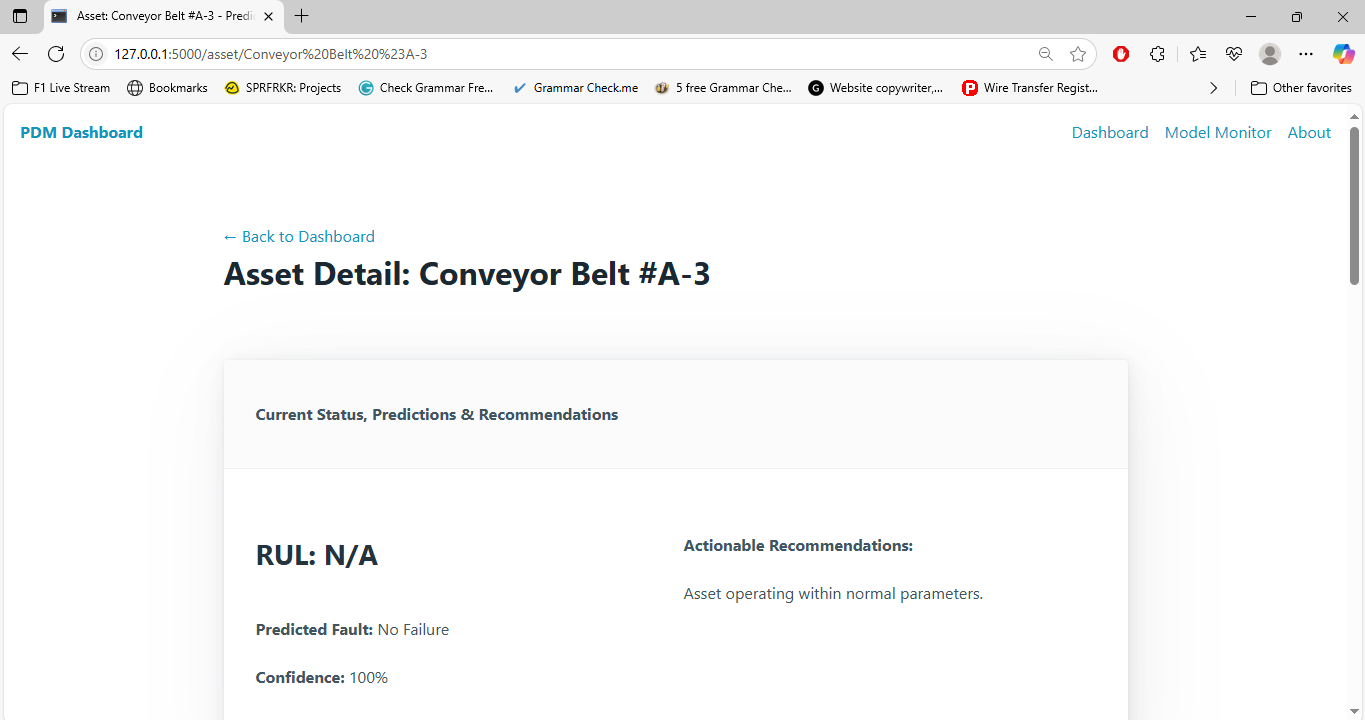 Asset: Conveyor Belt #A-3 - Predi
127.0.0.1:5000/asset/Conveyor%20Belt%20%23A-3
F1 Live Stream
Bookmarks
SPRFRKR: Projects
Check Grammar Fre...
Grammar Check.me
5 free Grammar Che...
Website copywriter,...
Wire Transfer Regist...
Other favorites
PDM Dashboard
Dashboard
Model Monitor
About
← Back to Dashboard
Asset Detail: Conveyor Belt #A-3
Current Status, Predictions & Recommendations
RUL: N/A
Predicted Fault: No Failure
Confidence: 100%
Actionable Recommendations:
Asset operating within normal parameters.